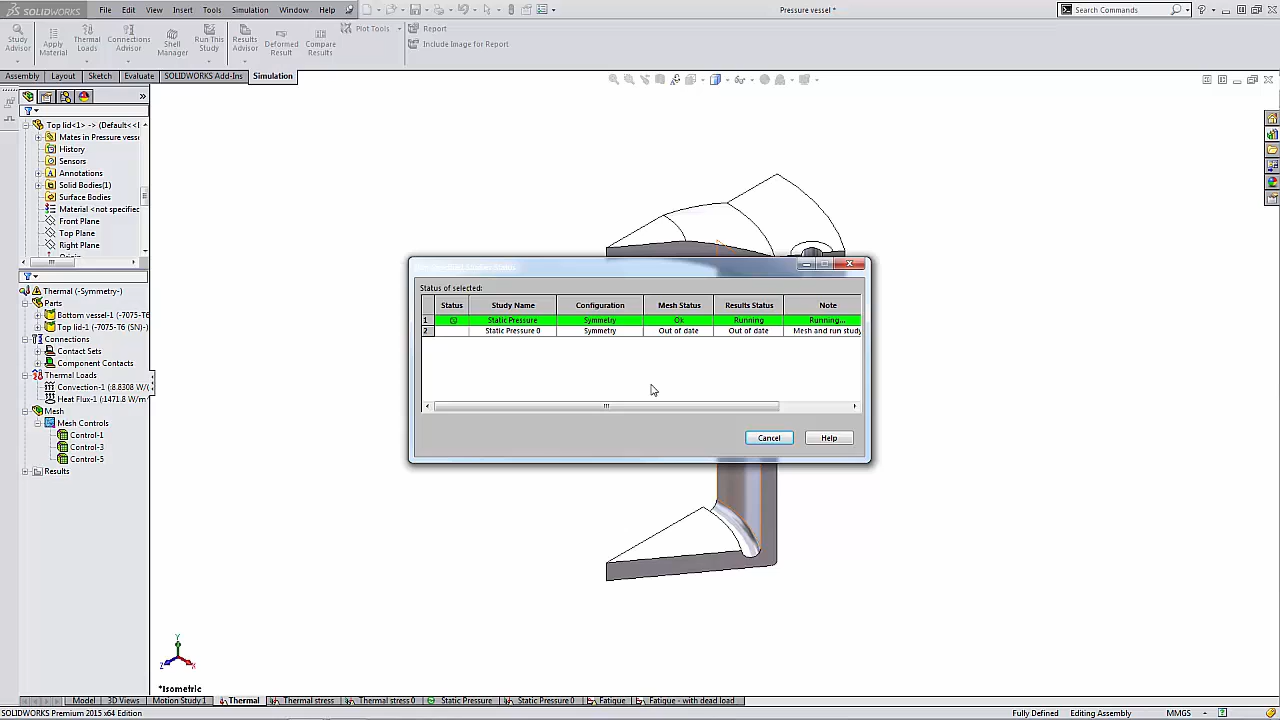 SOLIDWORKS File Edit View Insert Tools Simulation Window Help Pressure vessel * Search Commands
Study Advisor
Apply Material
Thermal Loads
Connections Advisor
Shell Manager
Run This Study
Results Advisor
Deformed Result
Compare Results
Plot Tools
Report
Include Image for Report
Assembly Layout Sketch Evaluate SOLIDWORKS Add-Ins Simulation
Top lid<1> -> (Default<<
Mates in Pressure vesse
History
Sensors
Annotations
Solid Bodies(1)
Surface Bodies
Material <not specified
Front Plane
Top Plane
Right Plane
Origin
Thermal (-Symmetry-)
Parts
Bottom vessel-1 (-7075-
Top lid-1 (-7075-T6 (SN)
Connections
Contact Sets
Component Contacts
Thermal Loads
Convection-1 (:8.8308 W/(
Heat Flux-1 (:1471.8 W/m
Mesh
Mesh Controls
Control-1
Control-3
Control-3
Results
Status of selected:
Status Study Name Configuration Mesh Status Results Status Note
1 Static Pressure Symmetry Ok Running Running...
2 Static Pressure 0 Symmetry Out of date Out of date Mesh and run study
Cancel Help
Y
Z X
*Isometric
Model 3D Views Motion Study 1 Thermal Thermal stress Thermal stress 0 Static Pressure Static Pressure 0 Fatigue Fatigue - with dead load
SOLIDWORKS Premium 2015 x64 Edition Fully Defined Editing Assembly MMGS